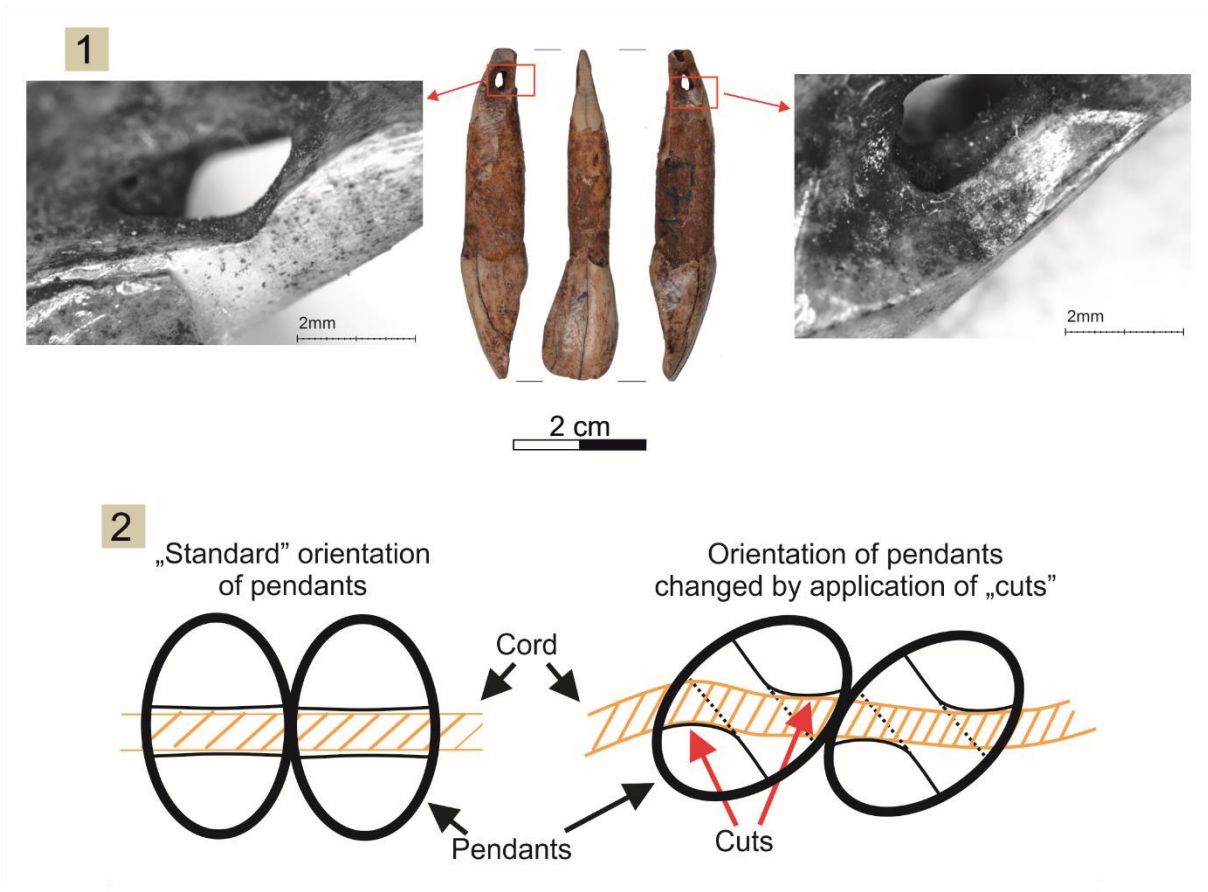 1
2mm
2mm
2 cm
2
„Standard” orientation
of pendants
Orientation of pendants
changed by application of „cuts”
Cord
Pendants
Cuts